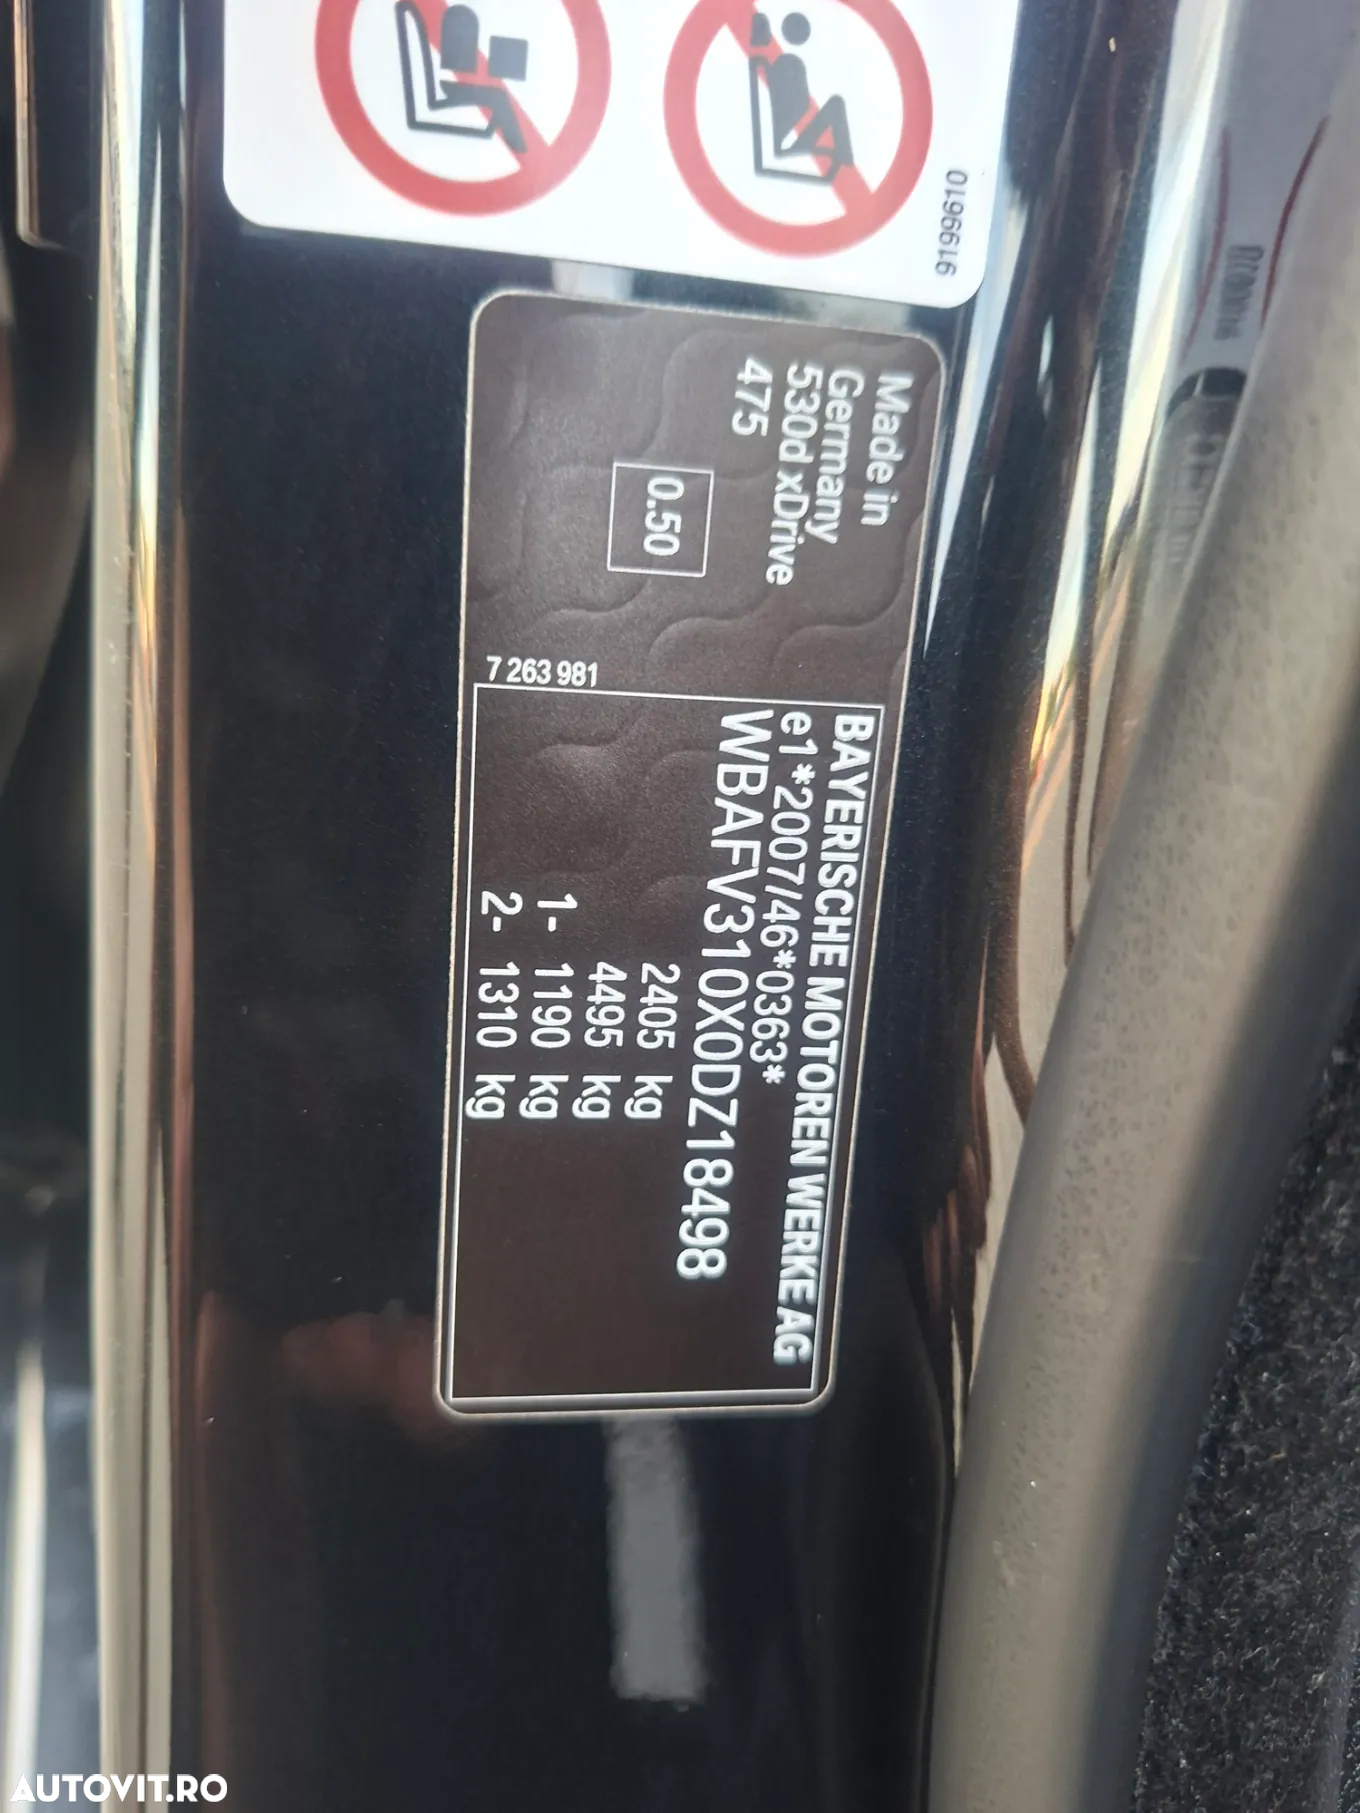 01999616
Made in
Germany
530d xDrive
475
0.50
7 263 981
BAYERISCHE MOTOREN WERKE AG
e1*2007/46*0363*
WBAFV310X0DZ18498
2405 kg
4495 kg
1- 1190 kg
2- 1310 kg
AUTOVIT.RO